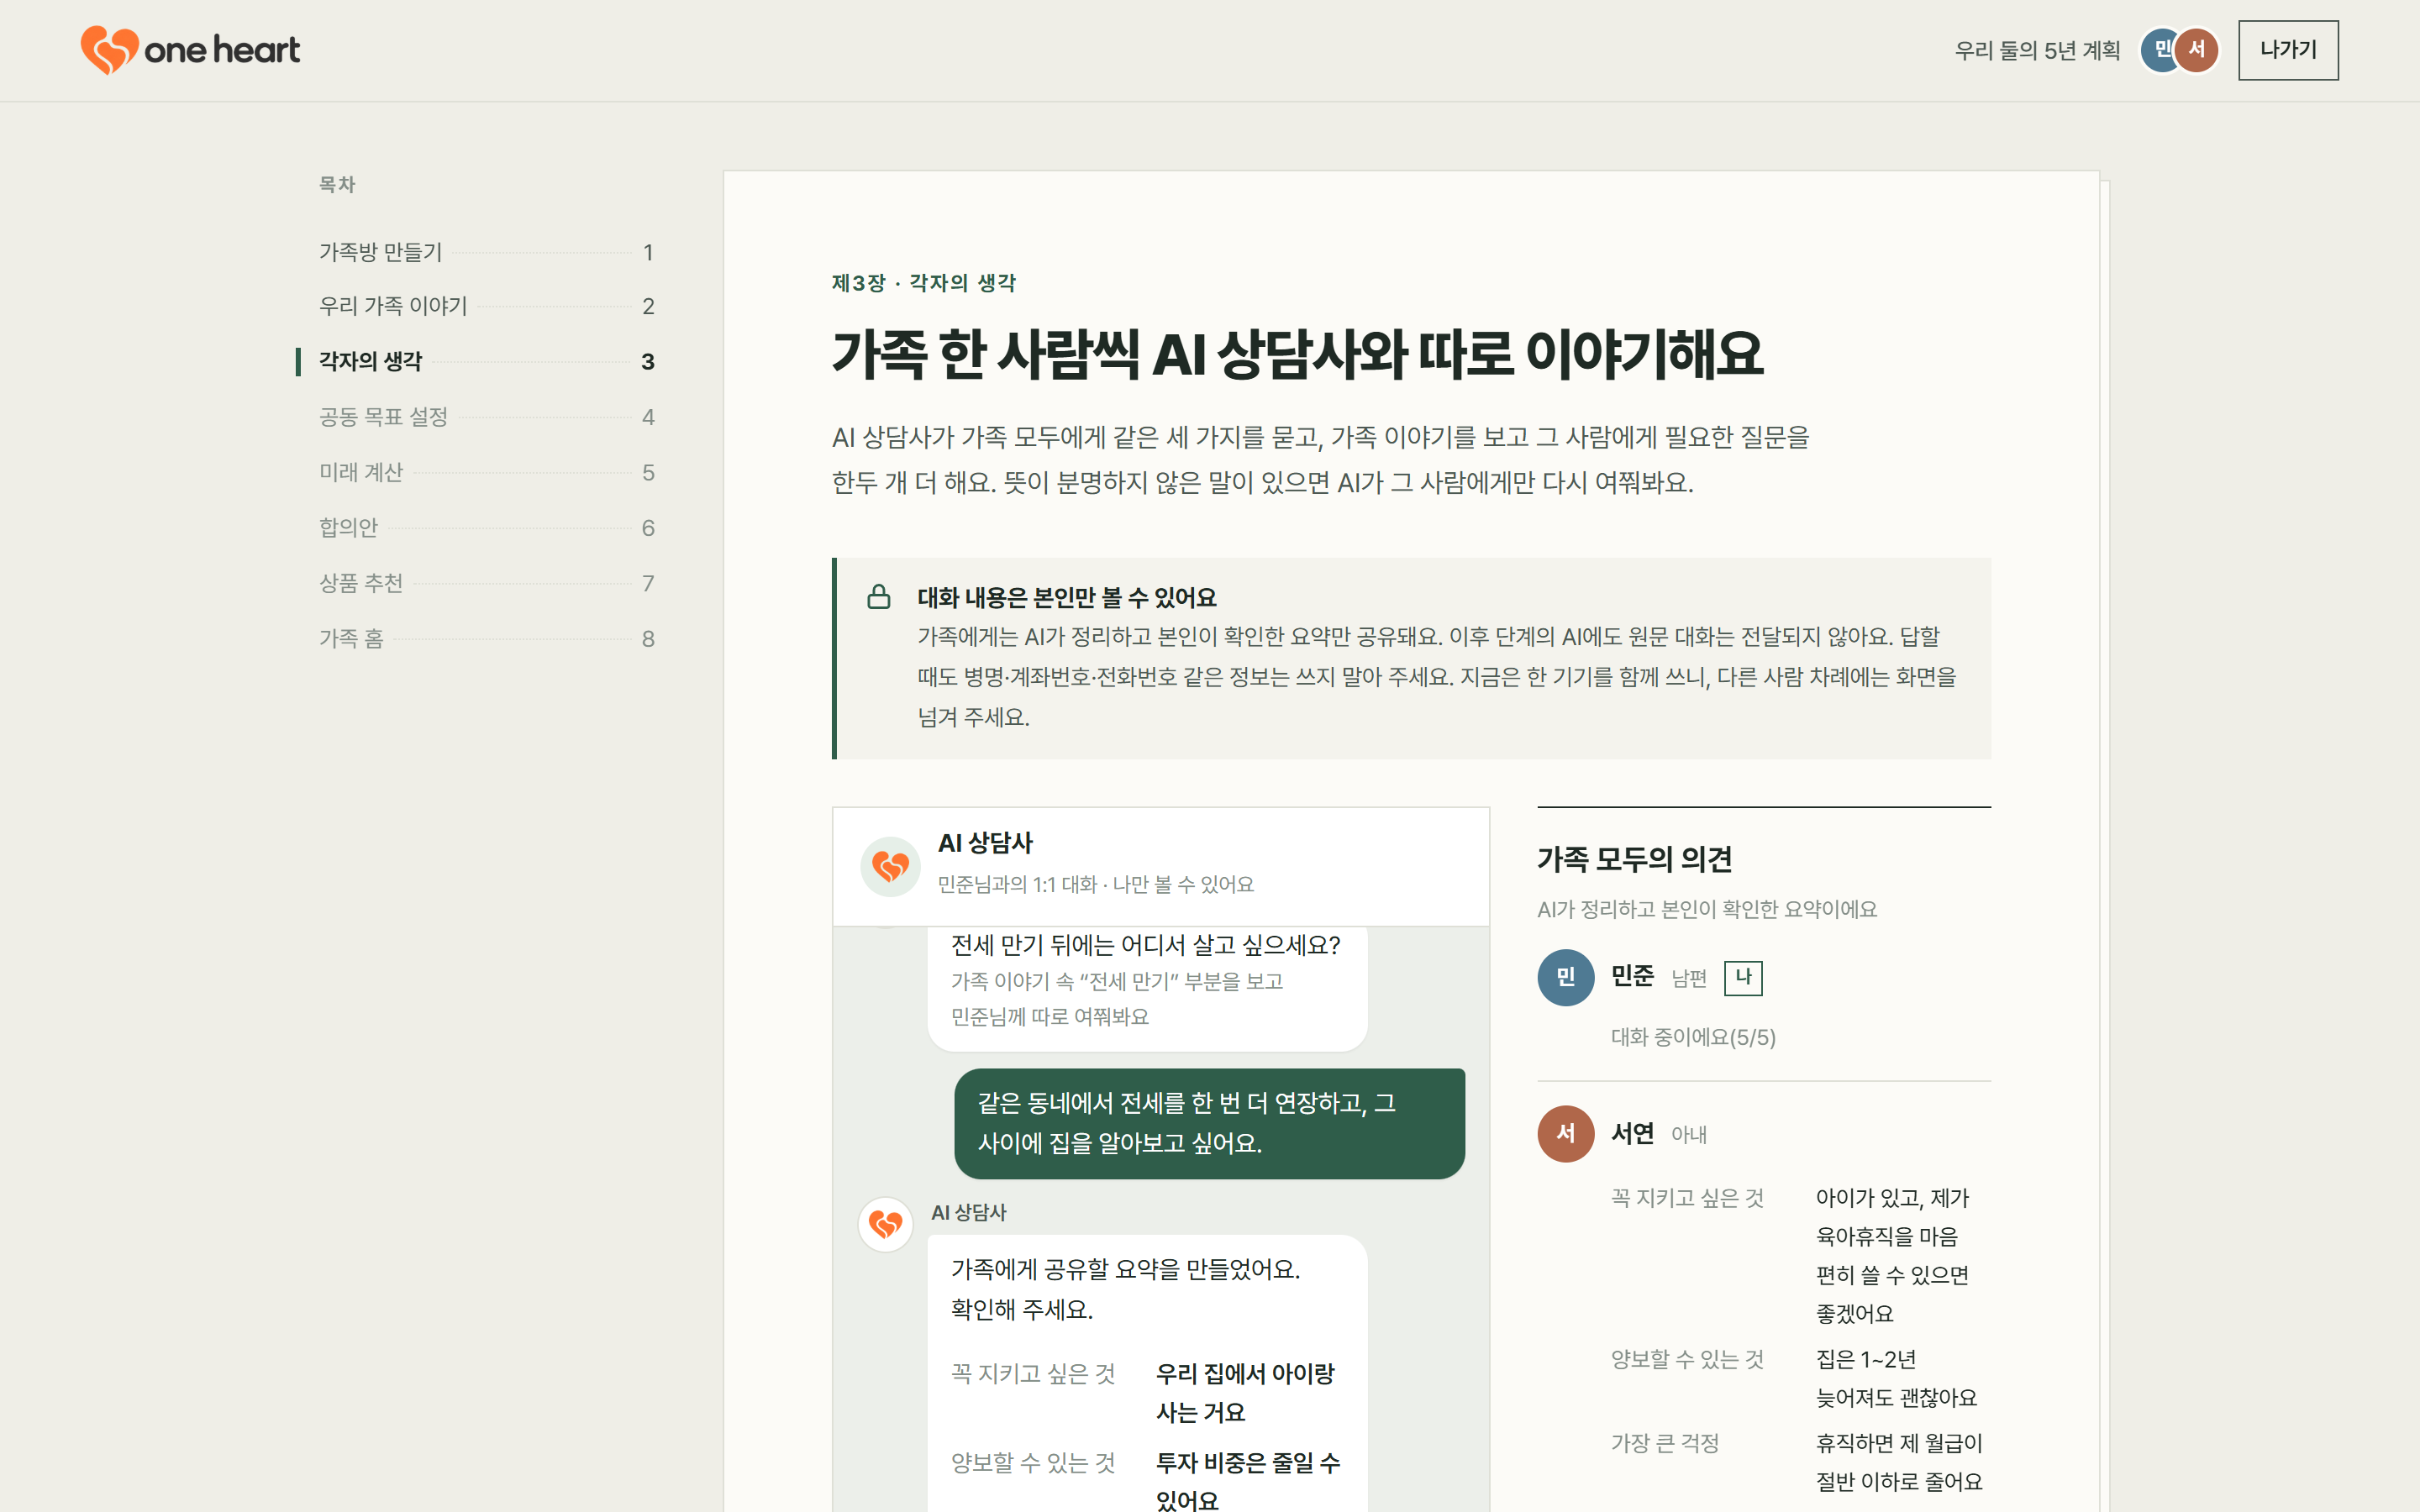 one heart
우리 둘의 5년 계획
민
서
나가기
목차
가족방 만들기 1
우리 가족 이야기 2
각자의 생각 3
공동 목표 설정 4
미래 계산 5
합의안 6
상품 추천 7
가족 홈 8
제3장 · 각자의 생각
가족 한 사람씩 AI 상담사와 따로 이야기해요
AI 상담사가 가족 모두에게 같은 세 가지를 묻고, 가족 이야기를 보고 그 사람에게 필요한 질문을
한두 개 더 해요. 뜻이 분명하지 않은 말이 있으면 AI가 그 사람에게만 다시 여쭤봐요.
대화 내용은 본인만 볼 수 있어요
가족에게는 AI가 정리하고 본인이 확인한 요약만 공유돼요. 이후 단계의 AI에도 원문 대화는 전달되지 않아요. 답할
때도 병명·계좌번호·전화번호 같은 정보는 쓰지 말아 주세요. 지금은 한 기기를 함께 쓰니, 다른 사람 차례에는 화면을
넘겨 주세요.
AI 상담사
민준님과의 1:1 대화 · 나만 볼 수 있어요
전세 만기 뒤에는 어디서 살고 싶으세요?
가족 이야기 속 “전세 만기” 부분을 보고
민준님께 따로 여쭤봐요
같은 동네에서 전세를 한 번 더 연장하고, 그
사이에 집을 알아보고 싶어요.
AI 상담사
가족에게 공유할 요약을 만들었어요.
확인해 주세요.
꼭 지키고 싶은 것 우리 집에서 아이랑
사는 거요
양보할 수 있는 것 투자 비중은 줄일 수
있어요
가족 모두의 의견
AI가 정리하고 본인이 확인한 요약이에요
민 민준 남편 나
대화 중이에요(5/5)
서 서연 아내
꼭 지키고 싶은 것 아이가 있고, 제가
육아휴직을 마음
편히 쓸 수 있으면
좋겠어요
양보할 수 있는 것 집은 1~2년
늦어져도 괜찮아요
가장 큰 걱정 휴직하면 제 월급이
절반 이하로 줄어요